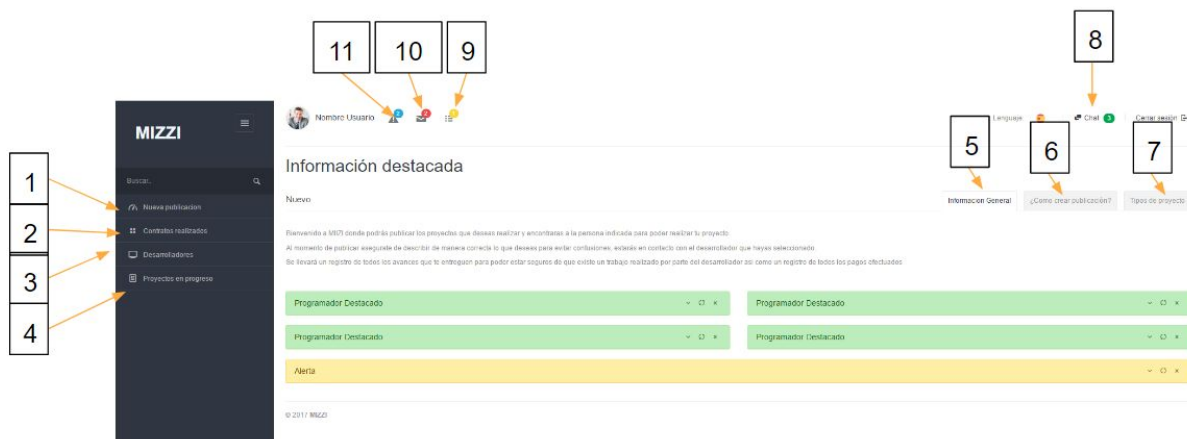 11 10 9
8
MIZZI
Nombre Usuario 2 2
Lenguaje Chat 3 Cerrar sesión
5 6 7
Información destacada
1
Buscar..
Nuevo
Informacion General ¿Como crear publicación? Tipos de proyecto
Nueva publicacion
2
Contratos realizados
Bienvenido a MIZZI donde podrás publicar los proyectos que deseas realizar y encontraras a la persona indicada para poder realizar tu proyecto.
Al momento de publicar asegurate de describir de manera correcta lo que deseas para evitar confusiones, estarás en contacto con el desarrollador que hayas seleccionado.
Desarrolladores
Se llevará un registro de todos los avances que te entreguen para poder estar seguros de que existe un trabajo realizado por parte del desarrollador asi como un registro de todos los pagos efectuados
3
Proyectos en progreso
Programador Destacado Programador Destacado
4
Programador Destacado Programador Destacado
Alerta
© 2017 MIZZI